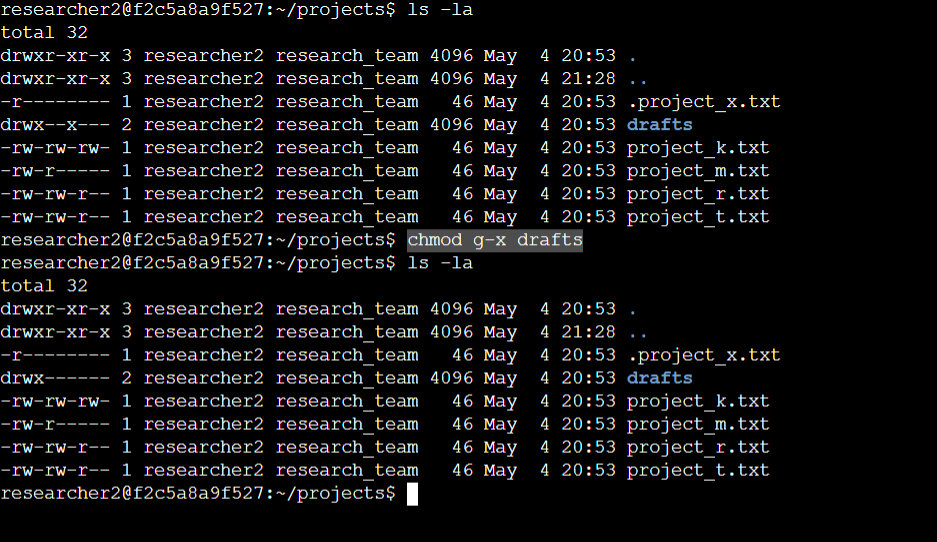 researcher2@f2c5a8a9f527:~/projects$ ls -la
total 32
drwxr-xr-x 3 researcher2 research_team 4096 May  4 20:53 .
drwxr-xr-x 3 researcher2 research_team 4096 May  4 21:28 ..
-r-------- 1 researcher2 research_team   46 May  4 20:53 .project_x.txt
drwx--x--- 2 researcher2 research_team 4096 May  4 20:53 drafts
-rw-rw-rw- 1 researcher2 research_team   46 May  4 20:53 project_k.txt
-rw-r----- 1 researcher2 research_team   46 May  4 20:53 project_m.txt
-rw-rw-r-- 1 researcher2 research_team   46 May  4 20:53 project_r.txt
-rw-rw-r-- 1 researcher2 research_team   46 May  4 20:53 project_t.txt
researcher2@f2c5a8a9f527:~/projects$ chmod g-x drafts
researcher2@f2c5a8a9f527:~/projects$ ls -la
total 32
drwxr-xr-x 3 researcher2 research_team 4096 May  4 20:53 .
drwxr-xr-x 3 researcher2 research_team 4096 May  4 21:28 ..
-r-------- 1 researcher2 research_team   46 May  4 20:53 .project_x.txt
drwx------ 2 researcher2 research_team 4096 May  4 20:53 drafts
-rw-rw-rw- 1 researcher2 research_team   46 May  4 20:53 project_k.txt
-rw-r----- 1 researcher2 research_team   46 May  4 20:53 project_m.txt
-rw-rw-r-- 1 researcher2 research_team   46 May  4 20:53 project_r.txt
-rw-rw-r-- 1 researcher2 research_team   46 May  4 20:53 project_t.txt
researcher2@f2c5a8a9f527:~/projects$